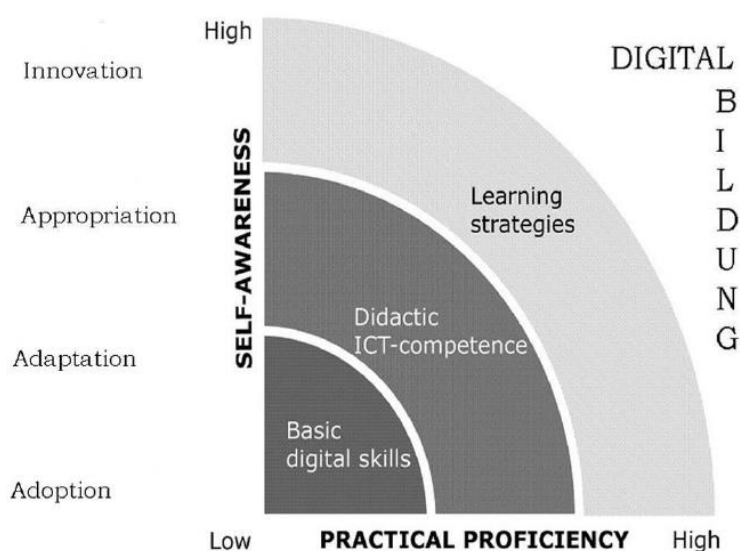 High
Innovation
DIGITAL
BILDUNG
Learning
strategies
Appropriation
SELF-AWARENESS
Didactic
ICT-competence
Adaptation
Basic
digital skills
Adoption
Low
PRACTICAL PROFICIENCY
High